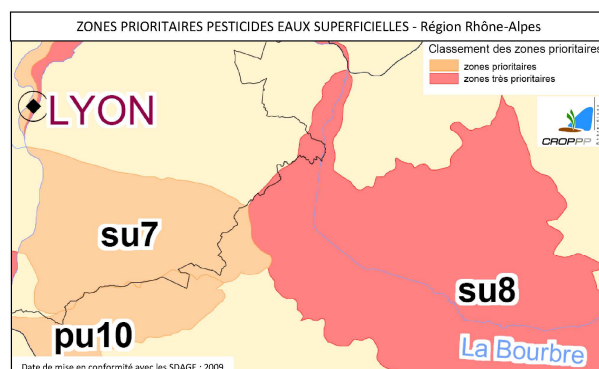 ZONES PRIORITAIRES PESTICIDES EAUX SUPERFICIELLES - Région Rhône-Alpes
Classement des zones prioritaires
zones prioritaires
zones très prioritaires
LYON
CROPPP
su7
su8
pu10
La Bourbre
Date de mise en conformité avec les SDAGE : 2009